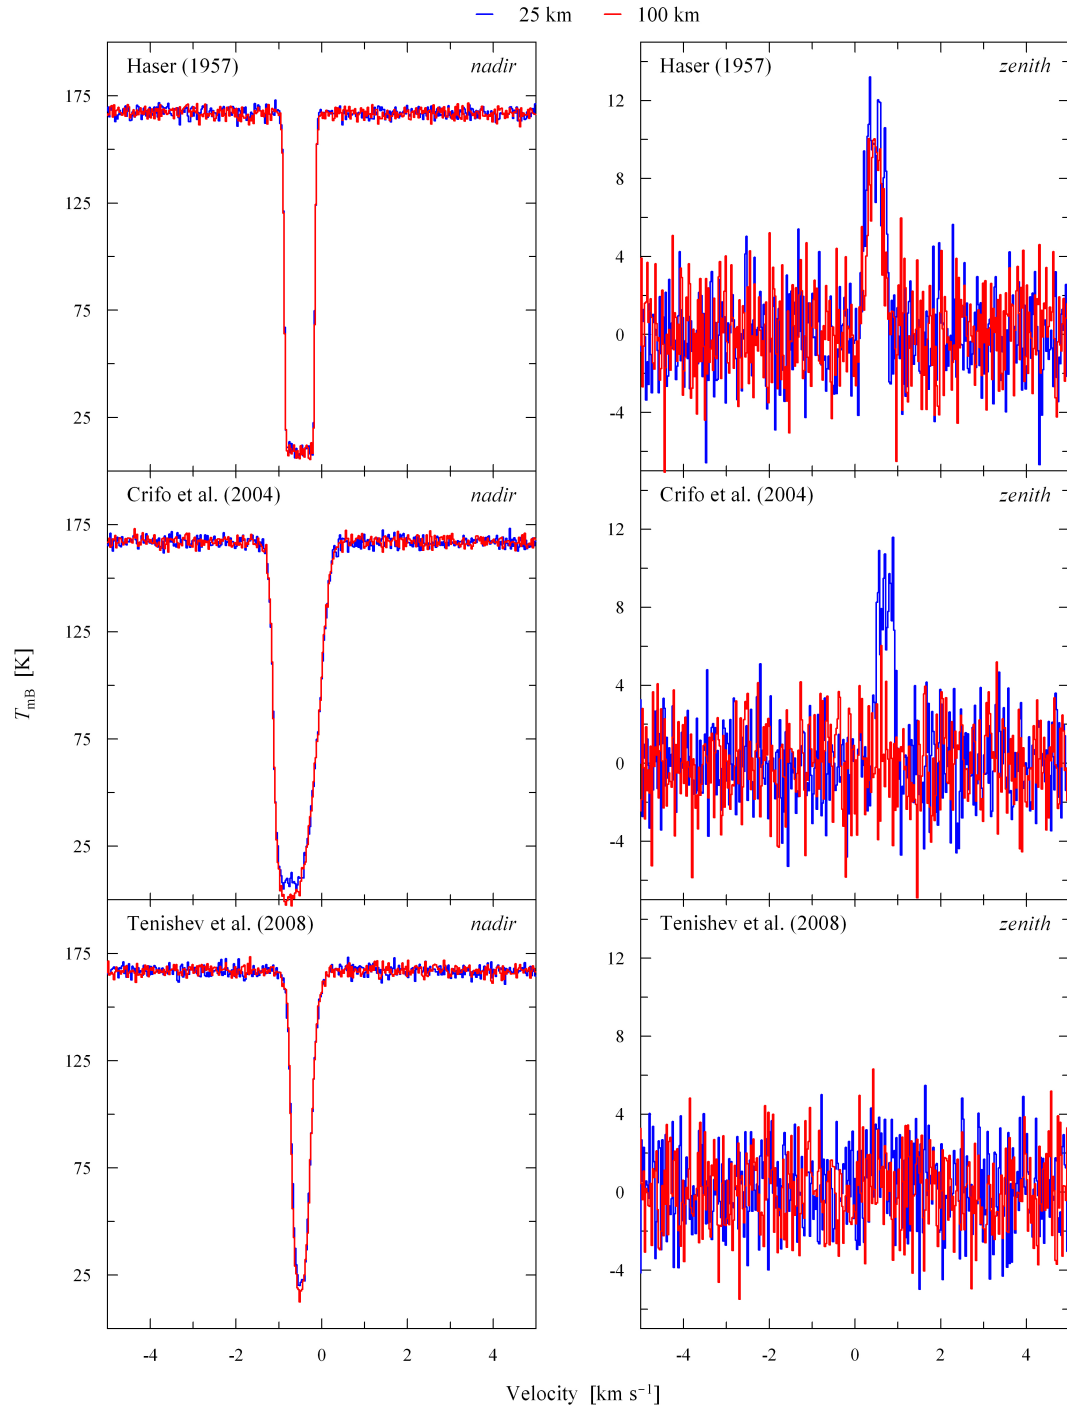 25 km 100 km
Haser (1957) nadir
175
125
75
25
Haser (1957) zenith
12
8
4
0
-4
Crifo et al. (2004) nadir
175
125
75
25
Crifo et al. (2004) zenith
12
8
4
0
-4
Tenishev et al. (2008) nadir
175
125
75
25
-4 -2 0 2 4
Tenishev et al. (2008) zenith
12
8
4
0
-4
-4 -2 0 2 4
T_mB [K]
Velocity [km s⁻¹]